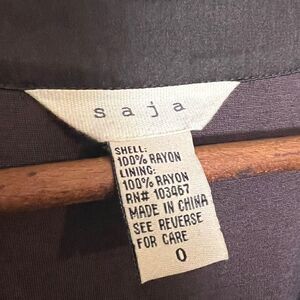 saja
SHELL:
100% RAYON
LINING:
100% RAYON
RN# 103467
MADE IN CHINA
SEE REVERSE
FOR CARE
0